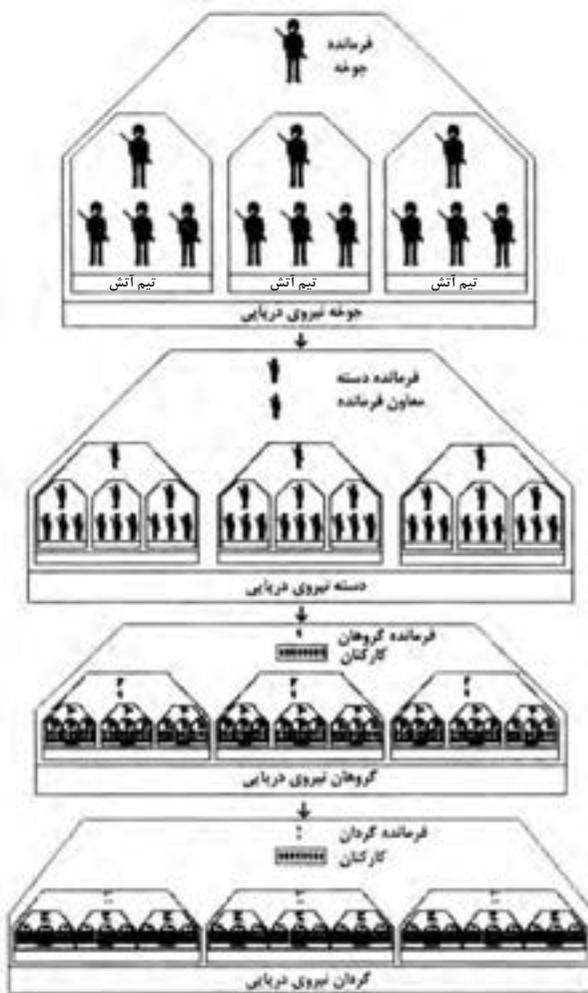 فرمانده
جوخه
تیم آتش
تیم آتش
تیم آتش
جوخه نیروی دریایی
فرمانده دسته
معاون فرمانده
دسته نیروی دریایی
فرمانده گروهان
کارکنان
گروهان نیروی دریایی
فرمانده گردان
کارکنان
گردان نیروی دریایی